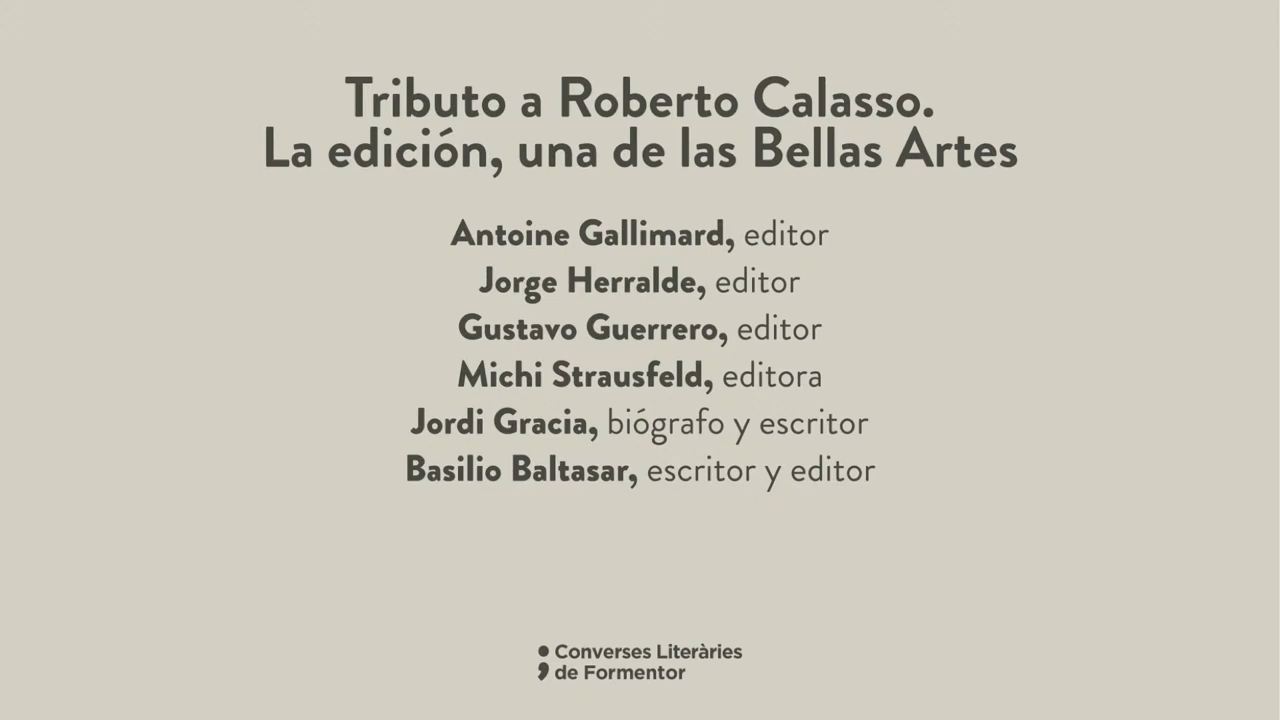 Tributo a Roberto Calasso.
La edición, una de las Bellas Artes
Antoine Gallimard, editor
Jorge Herralde, editor
Gustavo Guerrero, editor
Michi Strausfeld, editora
Jordi Gracia, biógrafo y escritor
Basilio Baltasar, escritor y editor
Converses Literàries
de Formentor